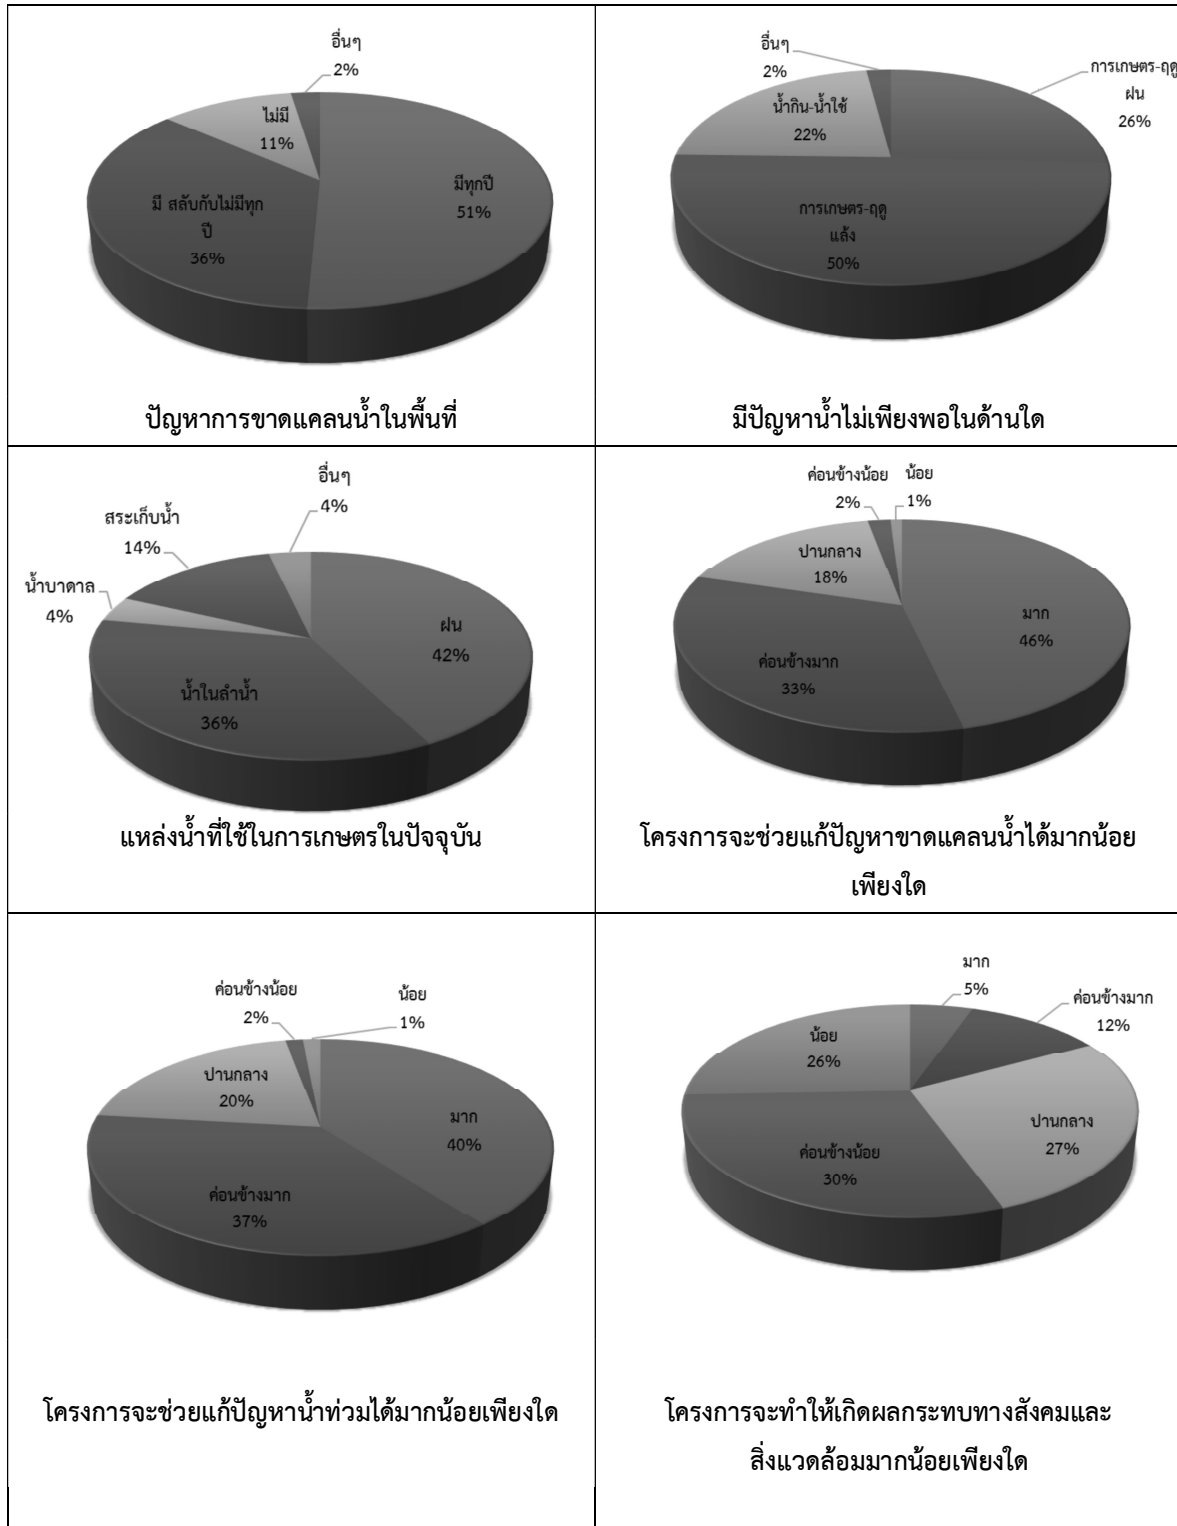 อื่นๆ
2%
ไม่มี
11%
มีทุกปี
51%
มี สลับกับไม่มีทุก
ปี
36%
ปัญหาการขาดแคลนน้ำในพื้นที่
อื่นๆ
2%
การเกษตร-ฤดู
ฝน
26%
น้ำกิน-น้ำใช้
22%
การเกษตร-ฤดู
แล้ง
50%
มีปัญหาน้ำไม่เพียงพอในด้านใด
อื่นๆ
4%
สระเก็บน้ำ
14%
น้ำบาดาล
4%
ฝน
42%
น้ำในลำน้ำ
36%
แหล่งน้ำที่ใช้ในการเกษตรในปัจจุบัน
ค่อนข้างน้อย
2%
น้อย
1%
ปานกลาง
18%
มาก
46%
ค่อนข้างมาก
33%
โครงการจะช่วยแก้ปัญหาขาดแคลนน้ำได้มากน้อย
เพียงใด
ค่อนข้างน้อย
2%
น้อย
1%
ปานกลาง
20%
มาก
40%
ค่อนข้างมาก
37%
โครงการจะช่วยแก้ปัญหาน้ำท่วมได้มากน้อยเพียงใด
มาก
5%
ค่อนข้างมาก
12%
น้อย
26%
ปานกลาง
27%
ค่อนข้างน้อย
30%
โครงการจะทำให้เกิดผลกระทบทางสังคมและ
สิ่งแวดล้อมมากน้อยเพียงใด